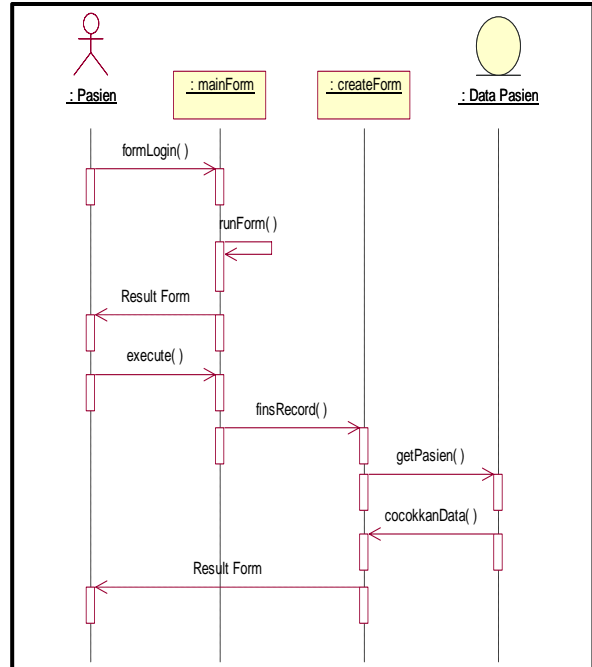 : Pasien
: mainForm
: createForm
: Data Pasien
formLogin( )
runForm( )
Result Form
execute( )
finsRecord( )
getPasien( )
cocokkanData( )
Result Form